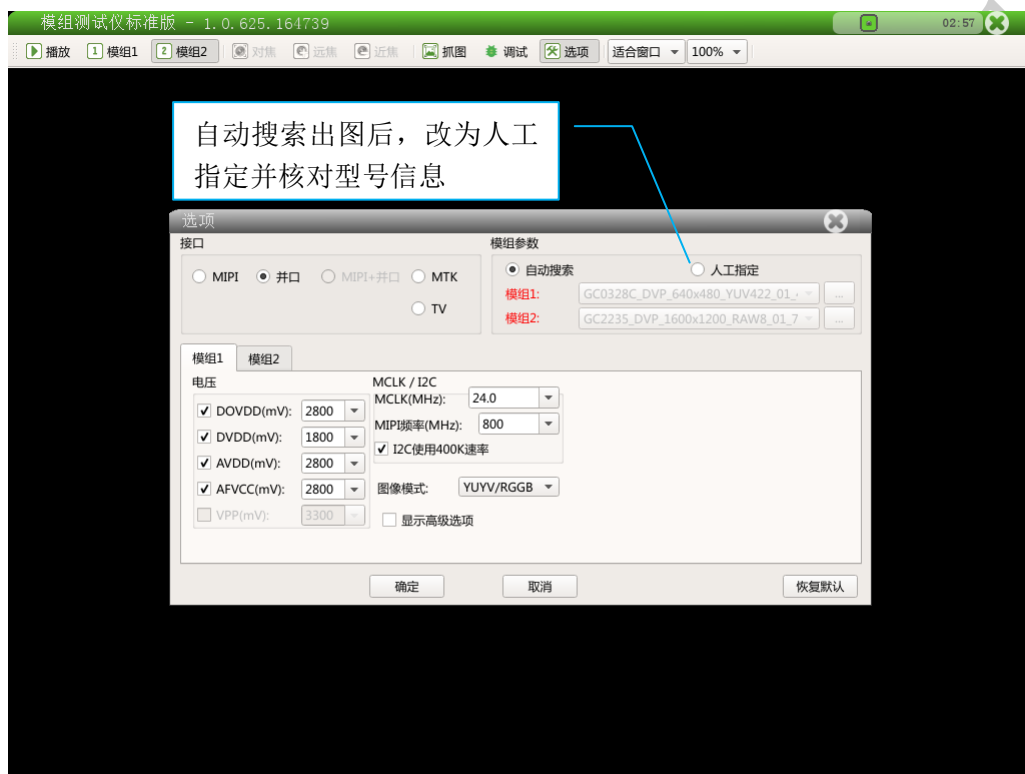 模组测试仪标准版 - 1.0.625.164739 02:57
播放 1 模组1 2 模组2 对焦 远焦 近焦 抓图 调试 选项 适合窗口 100%
自动搜索出图后，改为人工
指定并核对型号信息
选项
接口 模组参数
MIPI 并口 MIPI+并口 MTK 自动搜索 人工指定
模组1: GC0328C_DVP_640x480_YUV422_01_ ...
TV
模组2: GC2235_DVP_1600x1200_RAW8_01_7 ...
模组1 模组2
电压 MCLK / I2C
DOVDD(mV): 2800 MCLK(MHz): 24.0
DVDD(mV): 1800 MIPI频率(MHz): 800
AVDD(mV): 2800 I2C使用400K速率
AFVCC(mV): 2800 图像模式: YUYV/RGGB
VPP(mV): 3300 显示高级选项
确定 取消 恢复默认